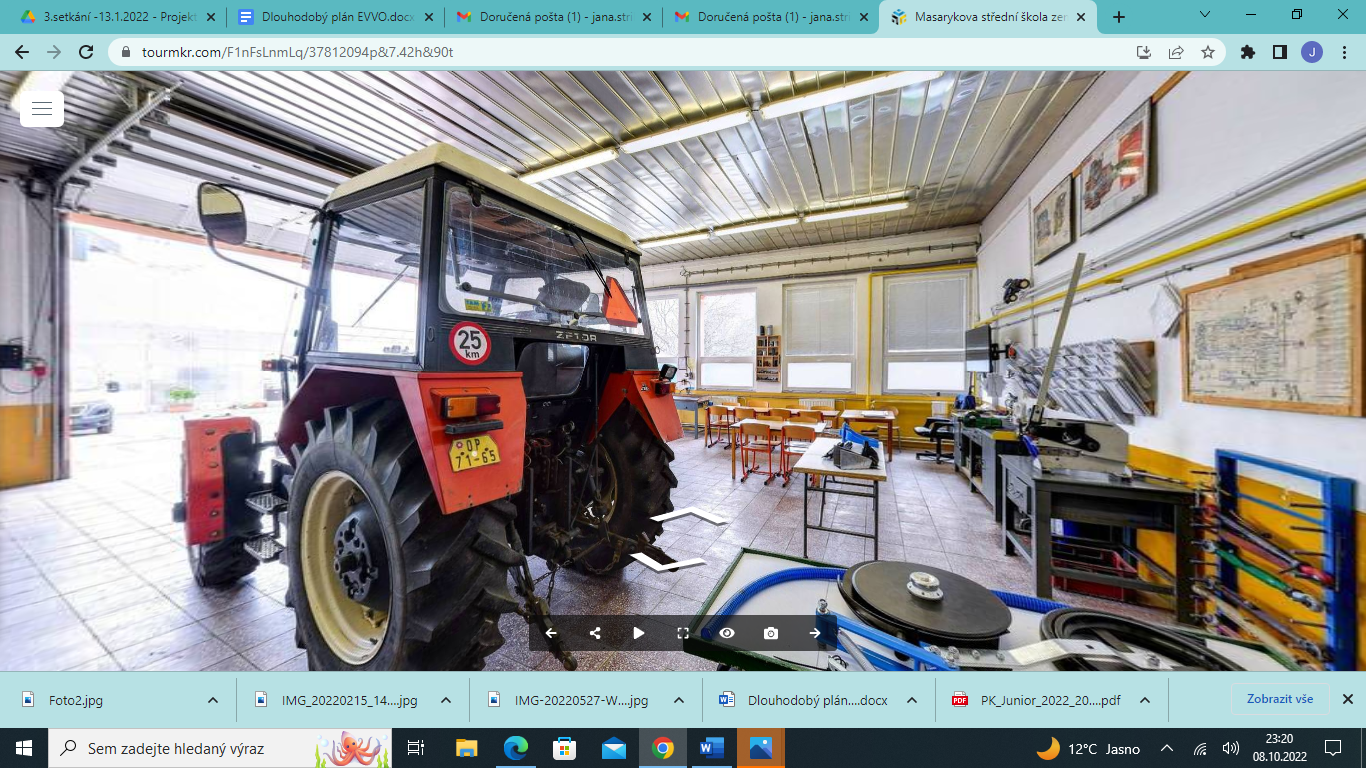 3.setkání -13.1.2022 - Projekt
Dlouhodobý plán EVVO.docx
Doručená pošta (1) - jana.stri
Doručená pošta (1) - jana.stri
Masarykova střední škola zem
tourmkr.com/F1nFsLnmLq/37812094p&7.42h&90t
J
25
km
ZETOR
OP
71-65
Foto2.jpg
IMG_20220215_14....jpg
IMG-20220527-W....jpg
Dlouhodobý plán....docx
PK_Junior_2022_20....pdf
Zobrazit vše
Sem zadejte hledaný výraz
12°C Jasno
23:20
08.10.2022